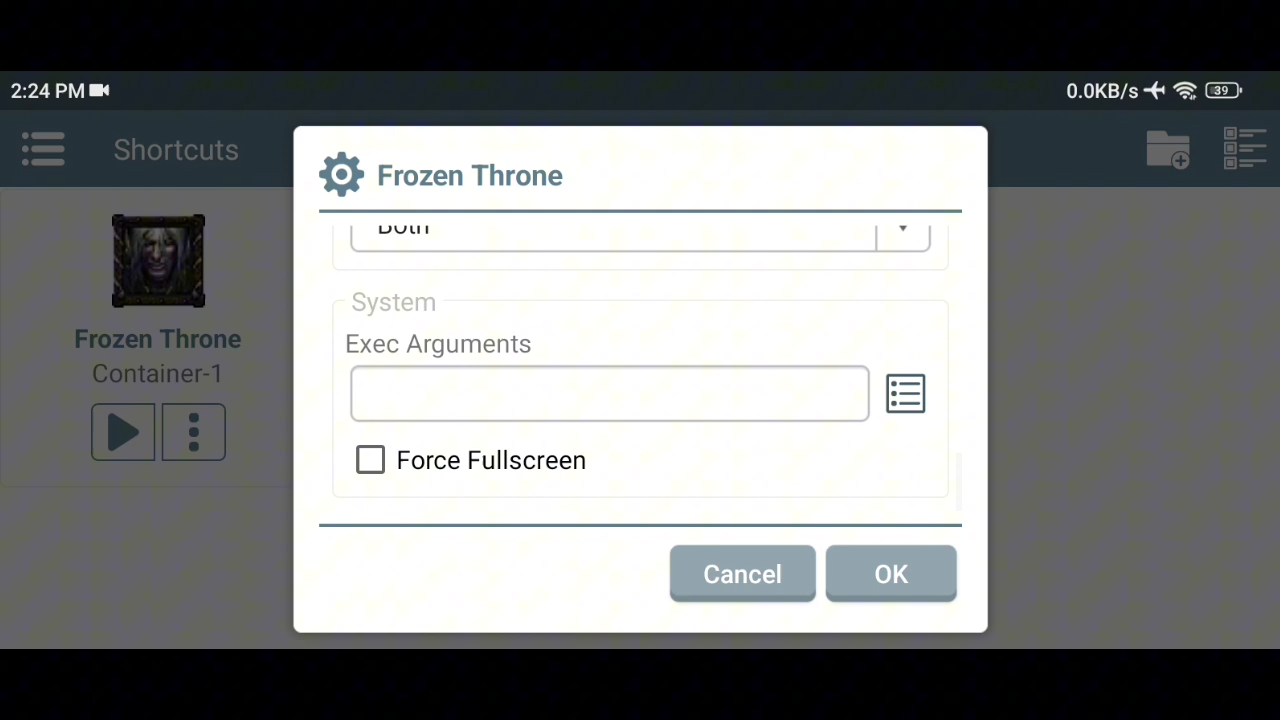 2:24 PM
0.0KB/s
39
Shortcuts
Frozen Throne
Both
System
Exec Arguments
Force Fullscreen
Cancel
OK
Frozen Throne
Container-1